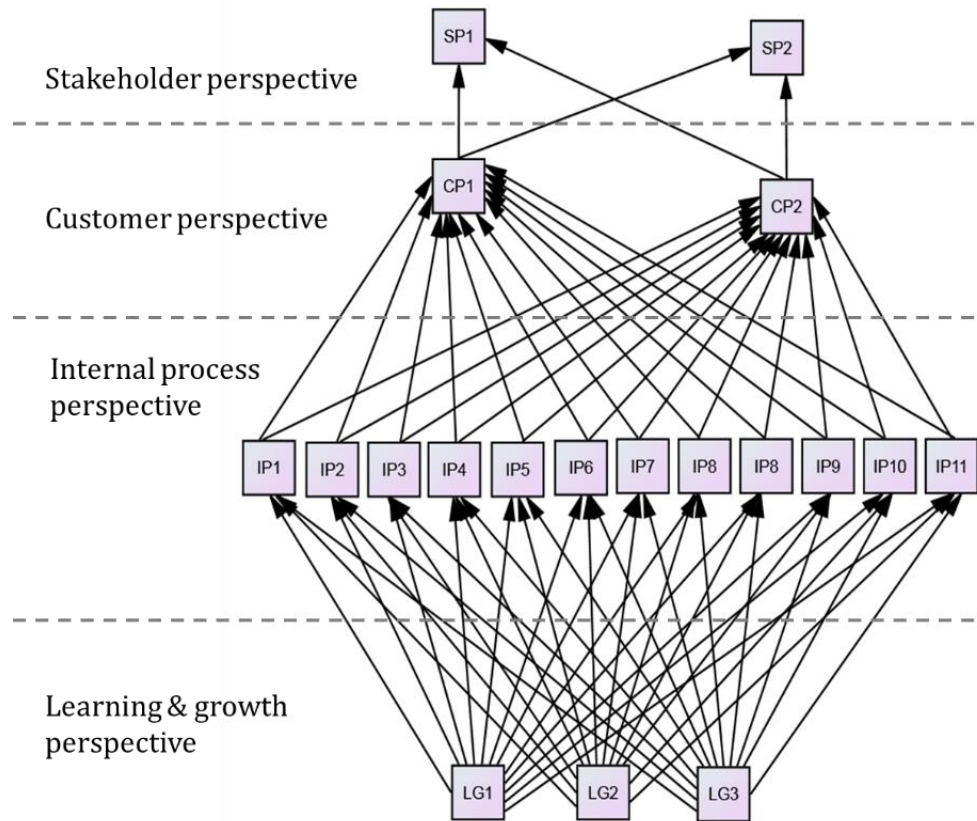 SP1
SP2
Stakeholder perspective
CP1
CP2
Customer perspective
Internal process
perspective
IP1 IP2 IP3 IP4 IP5 IP6 IP7 IP8 IP8 IP9 IP10 IP11
Learning & growth
perspective
LG1 LG2 LG3